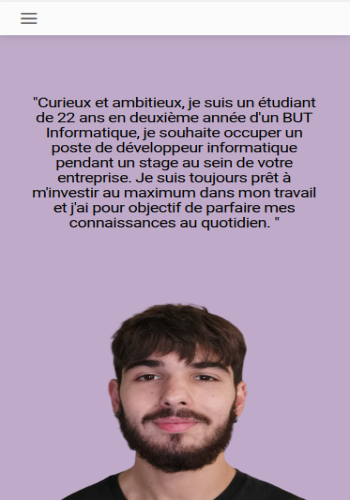 "Curieux et ambitieux, je suis un étudiant
de 22 ans en deuxième année d'un BUT
Informatique, je souhaite occuper un
poste de développeur informatique
pendant un stage au sein de votre
entreprise. Je suis toujours prêt à
m'investir au maximum dans mon travail
et j'ai pour objectif de parfaire mes
connaissances au quotidien. "